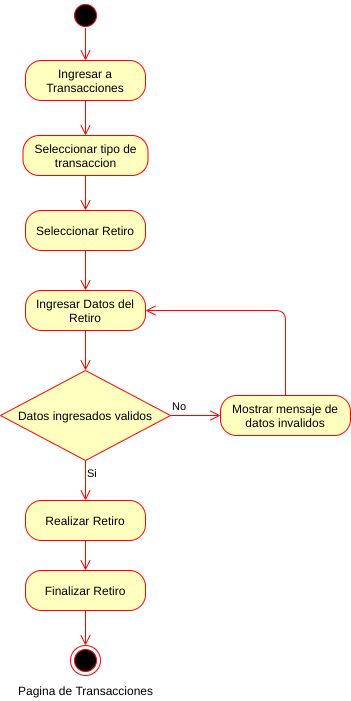 Ingresar a
Transacciones
Seleccionar tipo de
transaccion
Seleccionar Retiro
Ingresar Datos del
Retiro
Datos ingresados validos
No
Mostrar mensaje de
datos invalidos
Si
Realizar Retiro
Finalizar Retiro
Pagina de Transacciones